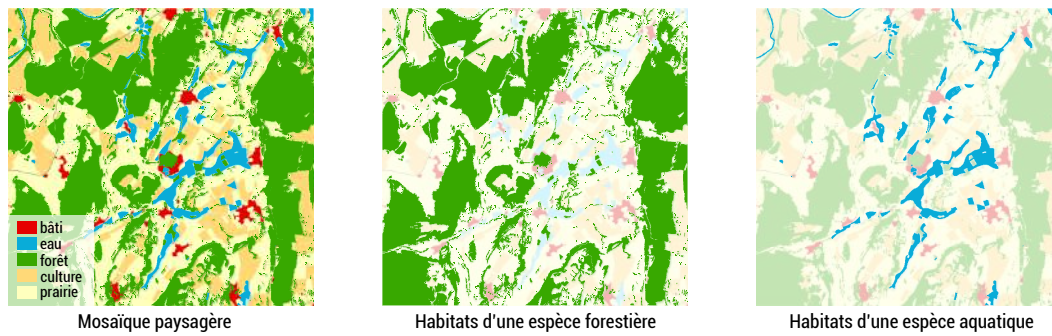 bâti
eau
forêt
culture
prairie
Mosaïque paysagère
Habitats d'une espèce forestière
Habitats d'une espèce aquatique